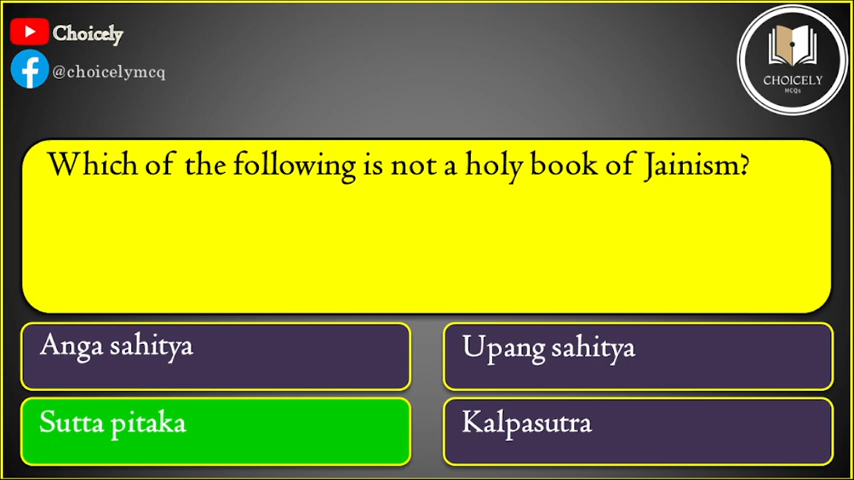 Choicely
@choicelymcq
CHOICELY
MCQs
Which of the following is not a holy book of Jainism?
Anga sahitya
Upang sahitya
Sutta pitaka
Kalpasutra